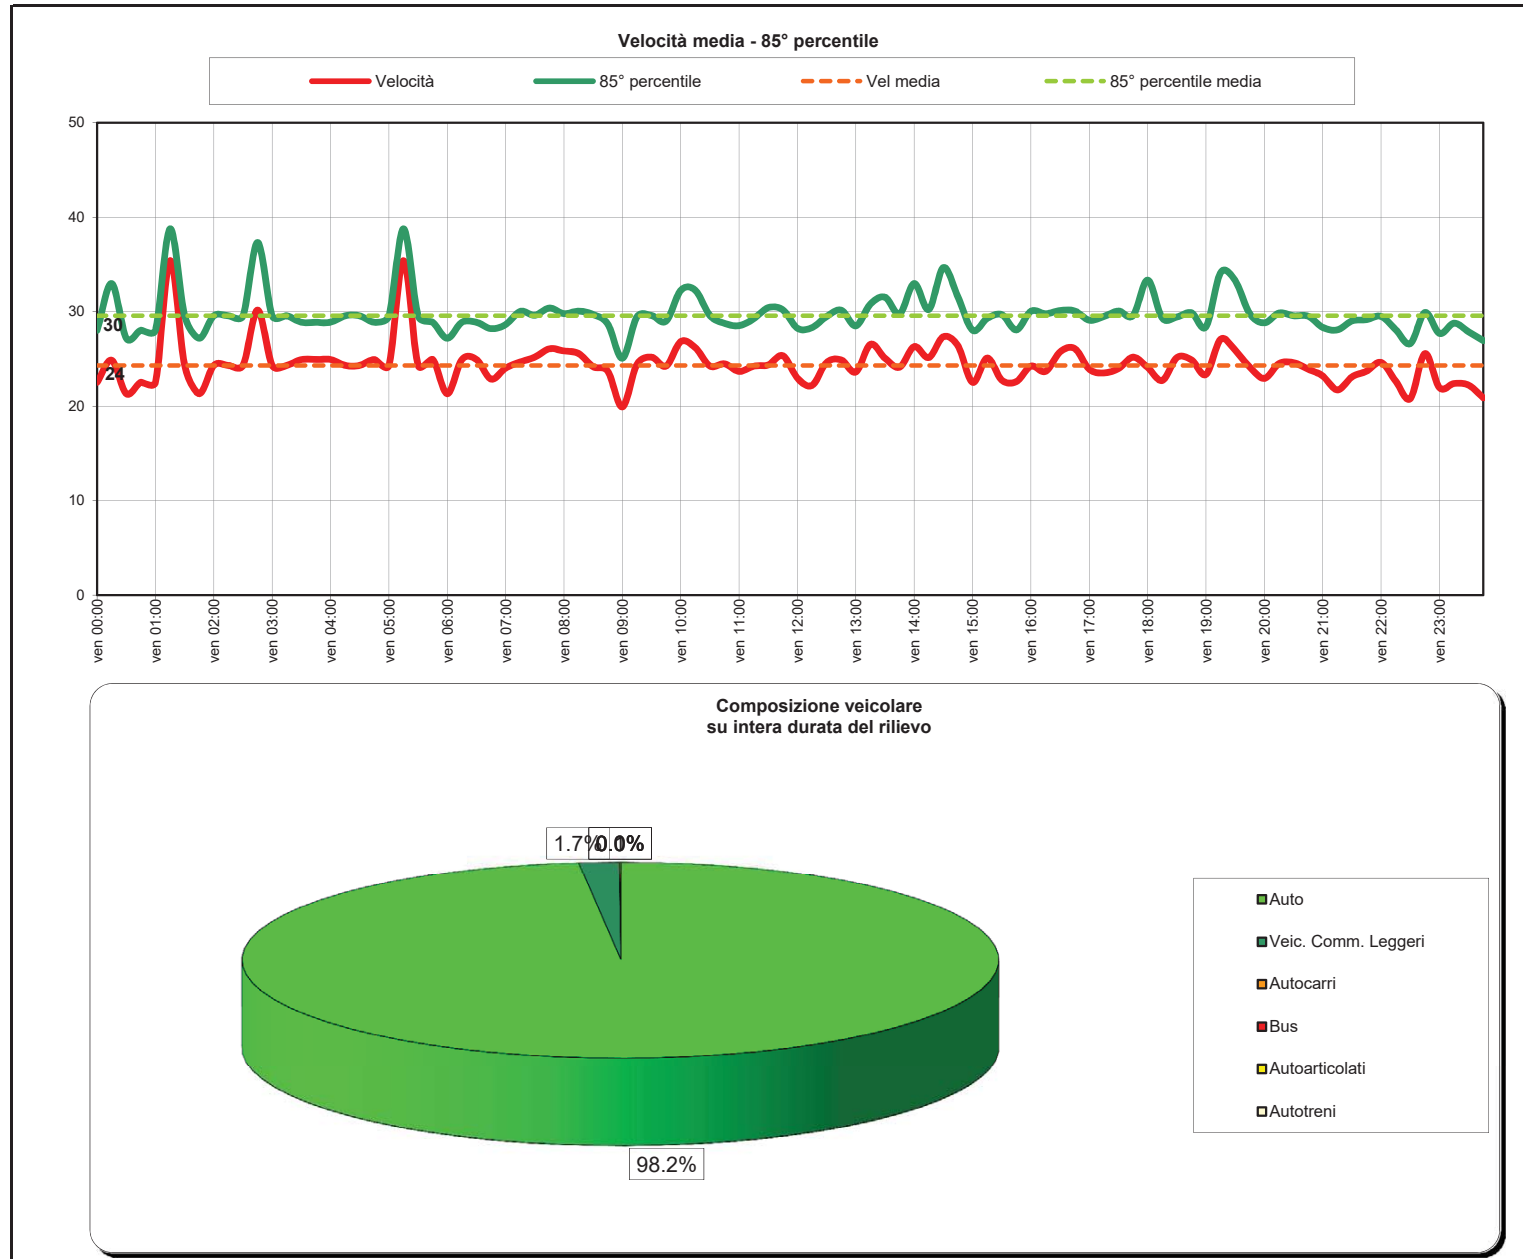 Velocità media - 85° percentile
Velocità 85° percentile Vel media 85° percentile media
50
40
30
20
10
0
30
24
ven 00:00
ven 01:00
ven 02:00
ven 03:00
ven 04:00
ven 05:00
ven 06:00
ven 07:00
ven 08:00
ven 09:00
ven 10:00
ven 11:00
ven 12:00
ven 13:00
ven 14:00
ven 15:00
ven 16:00
ven 17:00
ven 18:00
ven 19:00
ven 20:00
ven 21:00
ven 22:00
ven 23:00
Composizione veicolare
su intera durata del rilievo
1.7%
98.2%
Auto
Veic. Comm. Leggeri
Autocarri
Bus
Autoarticolati
Autotreni